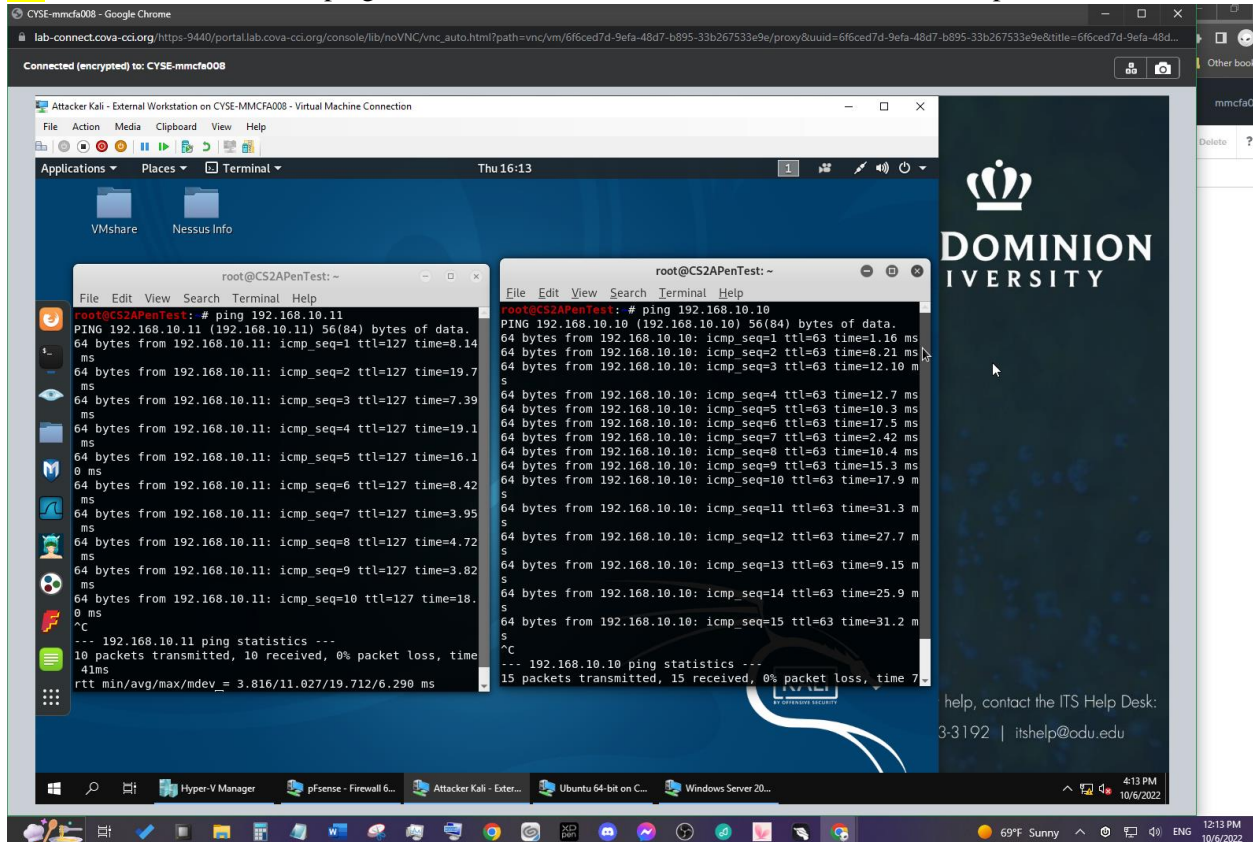 CYSE-mmcfa008 - Google Chrome
lab-connect.cova-cci.org/https-9440/portal.lab.cova-cci.org/console/lib/noVNC/vnc_auto.html?path=vnc/vm/6f6ced7d-9efa-48d7-b895-33b267533e9e/proxy&uuid=6f6ced7d-9efa-48d7-b895-33b267533e9e&title=6f6ced7d-9efa-48d...
Other book
Connected (encrypted) to: CYSE-mmcfa008
mmcfa0
Attacker Kali - External Workstation on CYSE-MMCFA008 - Virtual Machine Connection
File Action Media Clipboard View Help
Delete ?
Applications Places Terminal Thu 16:13 1
VMshare Nessus Info
DOMINION
IVERSITY
root@CS2APenTest: ~
File Edit View Search Terminal Help
root@CS2APenTest:~# ping 192.168.10.11
PING 192.168.10.11 (192.168.10.11) 56(84) bytes of data.
64 bytes from 192.168.10.11: icmp_seq=1 ttl=127 time=8.14
ms
64 bytes from 192.168.10.11: icmp_seq=2 ttl=127 time=19.7
ms
64 bytes from 192.168.10.11: icmp_seq=3 ttl=127 time=7.39
ms
64 bytes from 192.168.10.11: icmp_seq=4 ttl=127 time=19.1
ms
64 bytes from 192.168.10.11: icmp_seq=5 ttl=127 time=16.1
0 ms
64 bytes from 192.168.10.11: icmp_seq=6 ttl=127 time=8.42
ms
64 bytes from 192.168.10.11: icmp_seq=7 ttl=127 time=3.95
ms
64 bytes from 192.168.10.11: icmp_seq=8 ttl=127 time=4.72
ms
64 bytes from 192.168.10.11: icmp_seq=9 ttl=127 time=3.82
ms
64 bytes from 192.168.10.11: icmp_seq=10 ttl=127 time=18.
0 ms
^C
--- 192.168.10.11 ping statistics ---
10 packets transmitted, 10 received, 0% packet loss, time
41ms
rtt min/avg/max/mdev = 3.816/11.027/19.712/6.290 ms
root@CS2APenTest: ~
File Edit View Search Terminal Help
root@CS2APenTest:~# ping 192.168.10.10
PING 192.168.10.10 (192.168.10.10) 56(84) bytes of data.
64 bytes from 192.168.10.10: icmp_seq=1 ttl=63 time=1.16 ms
64 bytes from 192.168.10.10: icmp_seq=2 ttl=63 time=8.21 ms
64 bytes from 192.168.10.10: icmp_seq=3 ttl=63 time=12.10 m
s
64 bytes from 192.168.10.10: icmp_seq=4 ttl=63 time=12.7 ms
64 bytes from 192.168.10.10: icmp_seq=5 ttl=63 time=10.3 ms
64 bytes from 192.168.10.10: icmp_seq=6 ttl=63 time=17.5 ms
64 bytes from 192.168.10.10: icmp_seq=7 ttl=63 time=2.42 ms
64 bytes from 192.168.10.10: icmp_seq=8 ttl=63 time=10.4 ms
64 bytes from 192.168.10.10: icmp_seq=9 ttl=63 time=15.3 ms
64 bytes from 192.168.10.10: icmp_seq=10 ttl=63 time=17.9 m
s
64 bytes from 192.168.10.10: icmp_seq=11 ttl=63 time=31.3 m
s
64 bytes from 192.168.10.10: icmp_seq=12 ttl=63 time=27.7 m
s
64 bytes from 192.168.10.10: icmp_seq=13 ttl=63 time=9.15 m
s
64 bytes from 192.168.10.10: icmp_seq=14 ttl=63 time=25.9 m
s
64 bytes from 192.168.10.10: icmp_seq=15 ttl=63 time=31.2 m
s
^C
--- 192.168.10.10 ping statistics ---
15 packets transmitted, 15 received, 0% packet loss, time 7
BY OFFENSIVE SECURITY
help, contact the ITS Help Desk:
3-3192 | itshelp@odu.edu
Hyper-V Manager pFsense - Firewall 6... Attacker Kali - Exter... Ubuntu 64-bit on C... Windows Server 20...
4:13 PM
10/6/2022
69°F Sunny ENG 12:13 PM
10/6/2022